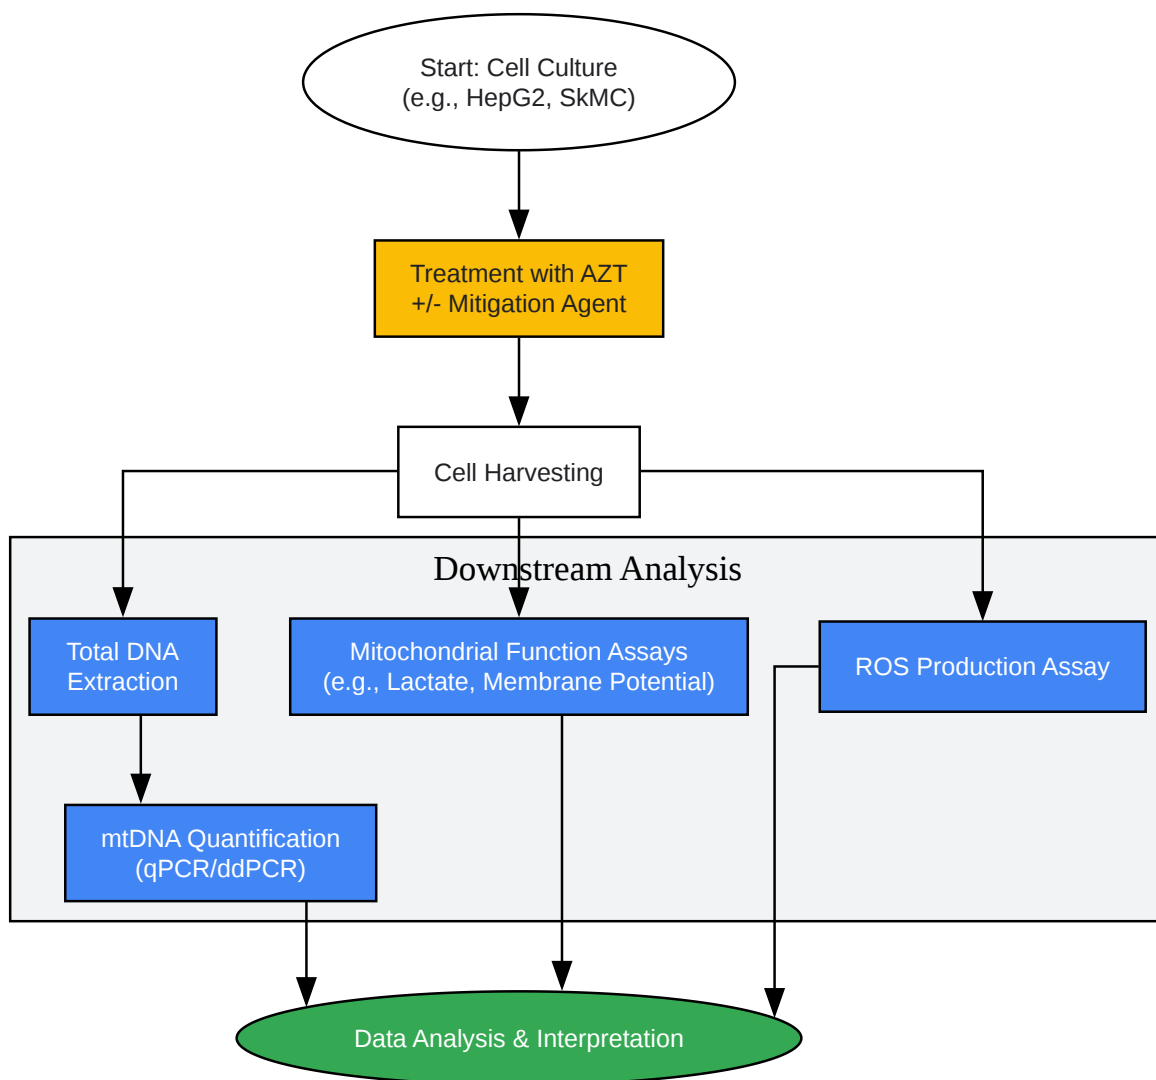 Start: Cell Culture
(e.g., HepG2, SkMC)
Treatment with AZT
+/- Mitigation Agent
Cell Harvesting
Downstream Analysis
Total DNA
Extraction
Mitochondrial Function Assays
(e.g., Lactate, Membrane Potential)
ROS Production Assay
mtDNA Quantification
(qPCR/ddPCR)
Data Analysis & Interpretation